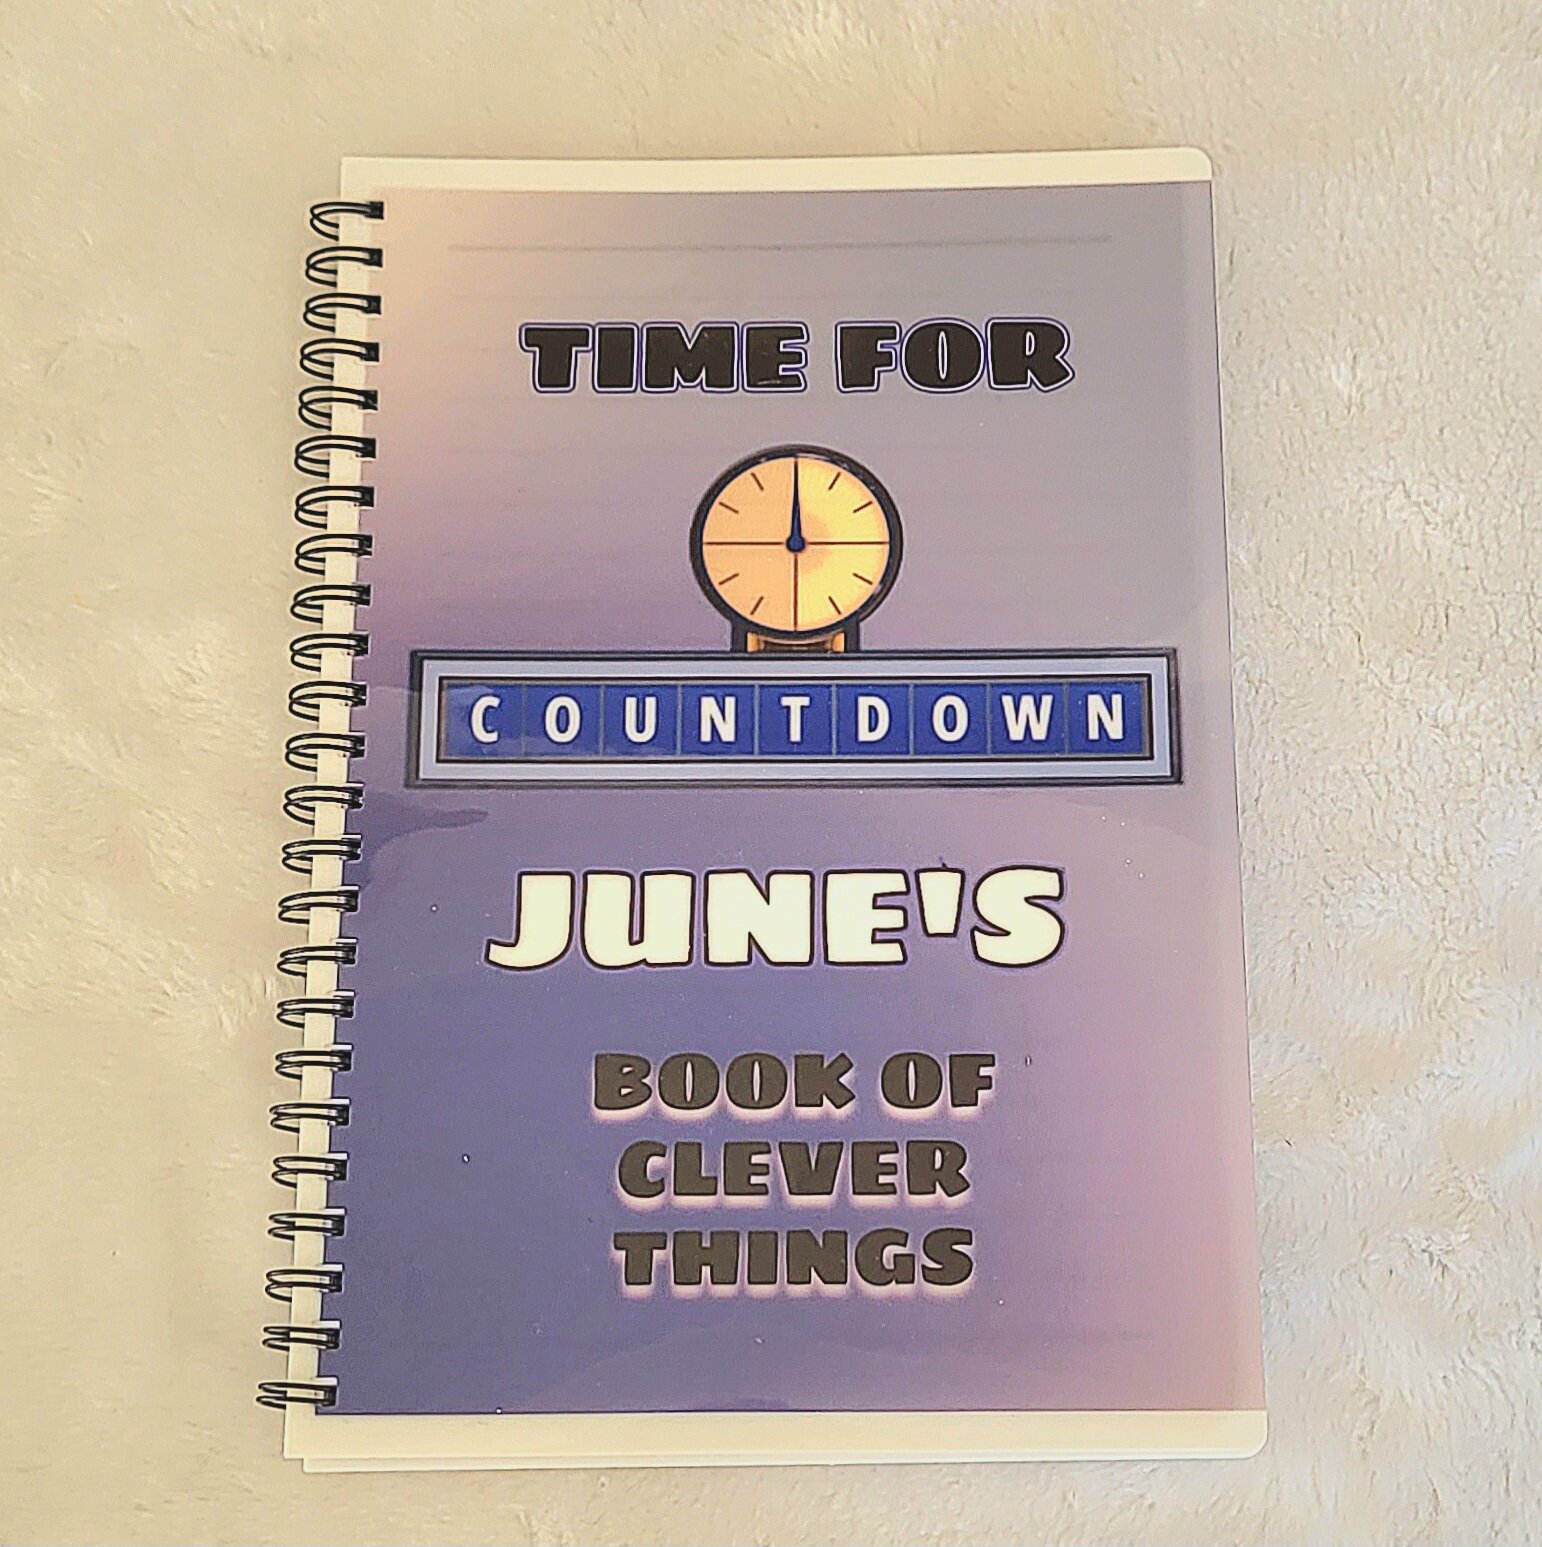 TIME FOR
COUNTDOWN
JUNE'S
BOOK OF
CLEVER
THINGS